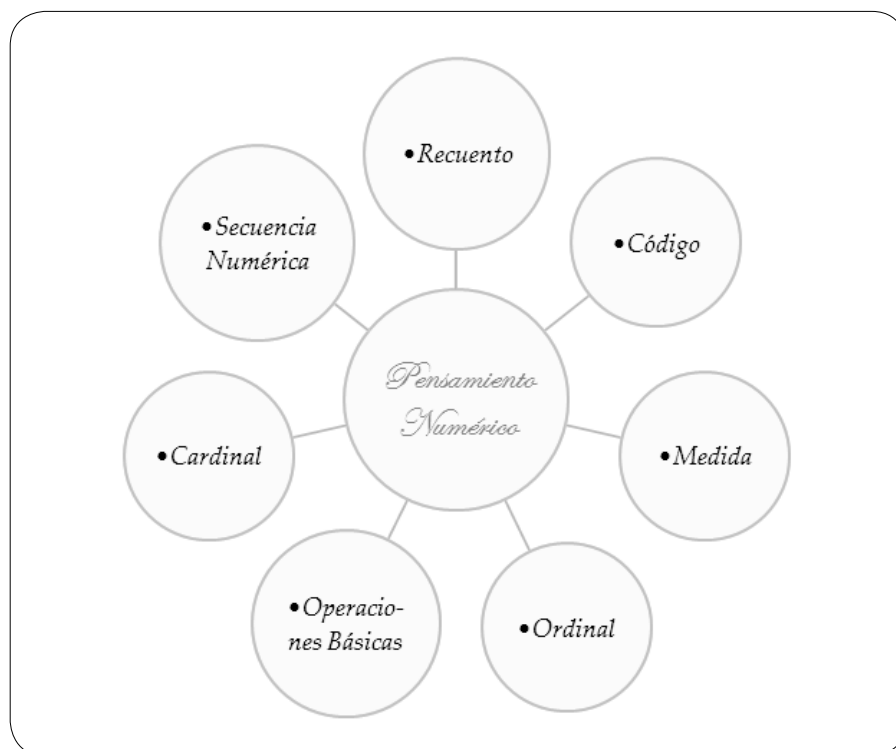 •Recuento
•Secuencia
Numérica
•Código
Pensamiento
Numérico
•Cardinal
•Medida
•Operacio-
nes Básicas
•Ordinal